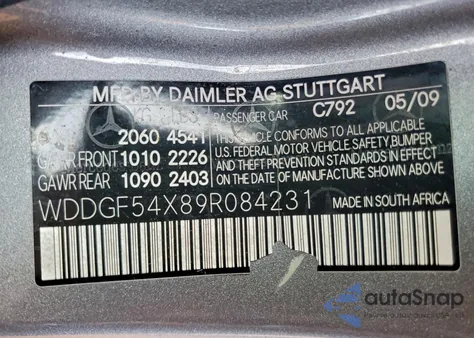 MFD. BY DAIMLER AG STUTTGART
PASSENGER CAR C792 05/09
2060 4541 THIS VEHICLE CONFORMS TO ALL APPLICABLE
GAWR FRONT 1010 2226 U.S. FEDERAL MOTOR VEHICLE SAFETY, BUMPER
AND THEFT PREVENTION STANDARDS IN EFFECT
GAWR REAR 1090 2403 ON THE DATE OF MANUFACTURE SHOWN ABOVE.
WDDGF54X89R084231 MADE IN SOUTH AFRICA
autoSnap